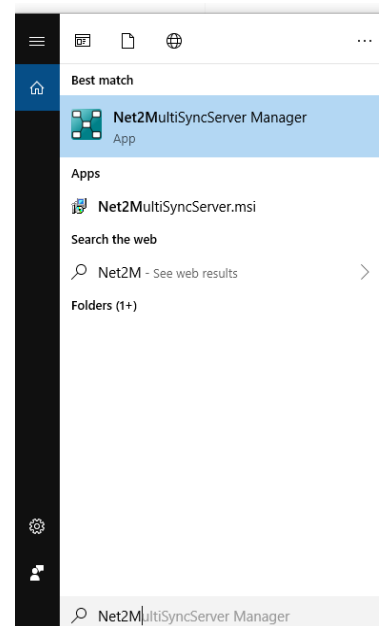 ...
Best match
Net2MultiSyncServer Manager
App
Apps
Net2MultiSyncServer.msi
Search the web
Net2M - See web results
Folders (1+)
Net2MultiSyncServer Manager